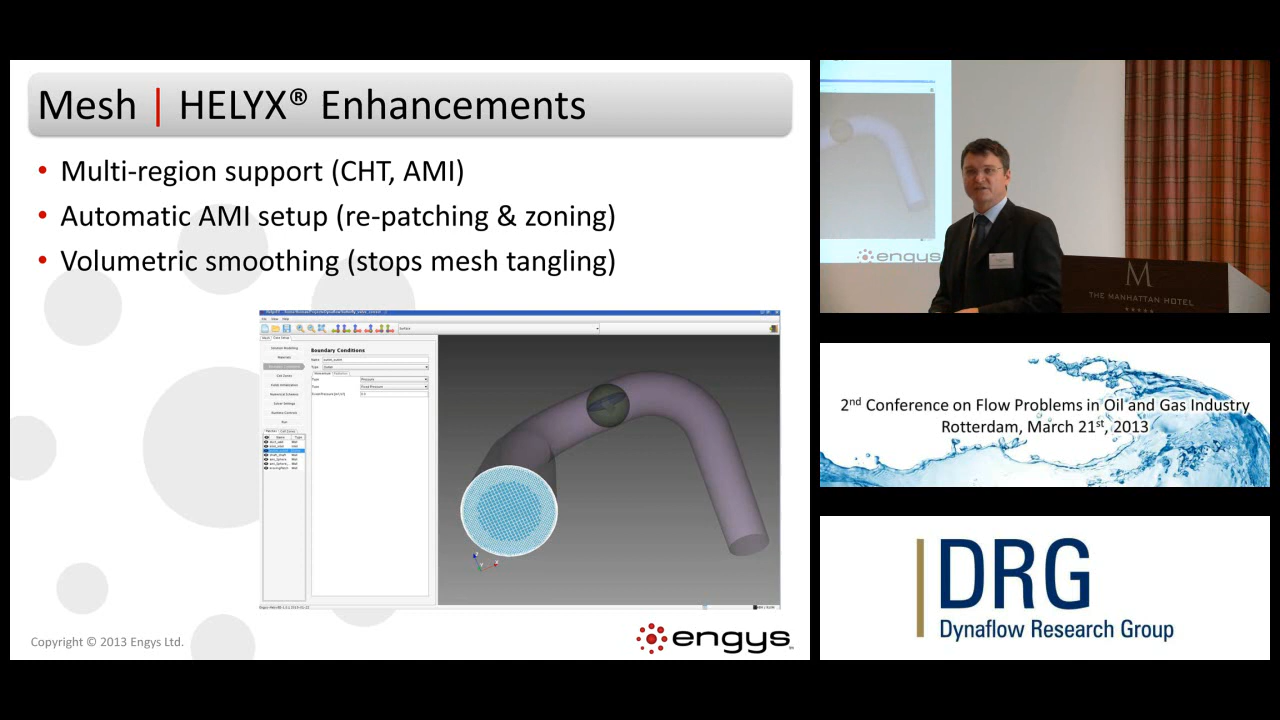 Mesh | HELYX® Enhancements
• Multi-region support (CHT, AMI)
• Automatic AMI setup (re-patching & zoning)
• Volumetric smoothing (stops mesh tangling)
Boundary Conditions
Copyright © 2013 Engys Ltd.
engys
engys
M
THE MANHATTAN HOTEL
2nd Conference on Flow Problems in Oil and Gas Industry
Rotterdam, March 21st, 2013
DRG
Dynaflow Research Group